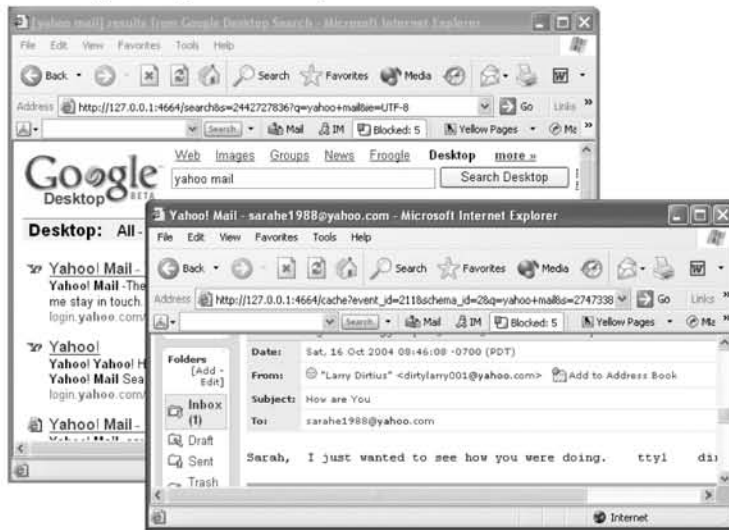 [yahoo mail] results from Google Desktop Search - Microsoft Internet Explorer
File Edit View Favorites Tools Help
Back Search Favorites Media
Address http://127.0.0.1:4664/search&s=2442727836?q=yahoo+mail&ie=UTF-8 Go Links »
Search Mail IM Blocked: 5 Yellow Pages
Google
Desktop BETA
Web Images Groups News Froogle Desktop more »
yahoo mail Search Desktop
Desktop: All -
Yahoo! Mail -
Yahoo! Mail -The
me stay in touch.
login.yahoo.com/
Yahoo!
Yahoo! Yahoo! H
Yahoo! Mail Sea
login.yahoo.com/
Yahoo! Mail -
Yahoo! Mail - sarahe1988@yahoo.com - Microsoft Internet Explorer
File Edit View Favorites Tools Help
Back Search Favorites Media
Address http://127.0.0.1:4664/cache?event_id=211&schema_id=2&q=yahoo+mail&s=2747338 Go Links »
Search Mail IM Blocked: 5 Yellow Pages
Folders
[Add -
Edit]
Inbox
(1)
Draft
Sent
Trash
Date: Sat, 16 Oct 2004 08:46:08 -0700 (PDT)
From: "Larry Dirtius" <dirtylarry001@yahoo.com> Add to Address Book
Subject: How are You
To: sarahe1988@yahoo.com
Sarah, I just wanted to see how you were doing. ttyl
Internet